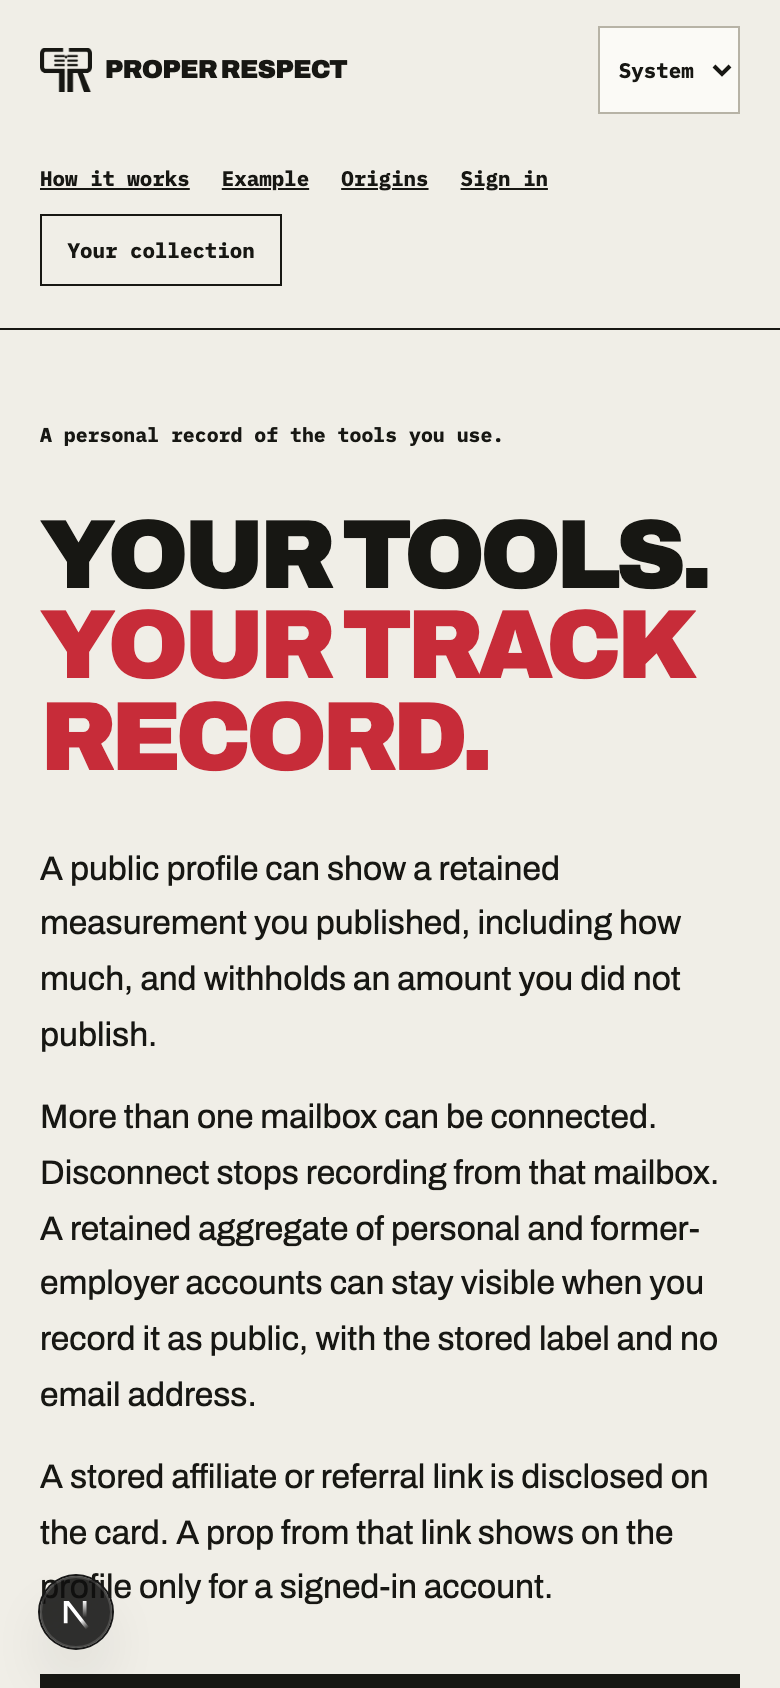 PROPER RESPECT
System
How it works Example Origins Sign in
Your collection
A personal record of the tools you use.
YOUR TOOLS.
YOUR TRACK
RECORD.
A public profile can show a retained
measurement you published, including how
much, and withholds an amount you did not
publish.
More than one mailbox can be connected.
Disconnect stops recording from that mailbox.
A retained aggregate of personal and former-
employer accounts can stay visible when you
record it as public, with the stored label and no
email address.
A stored affiliate or referral link is disclosed on
the card. A prop from that link shows on the
profile only for a signed-in account.
N